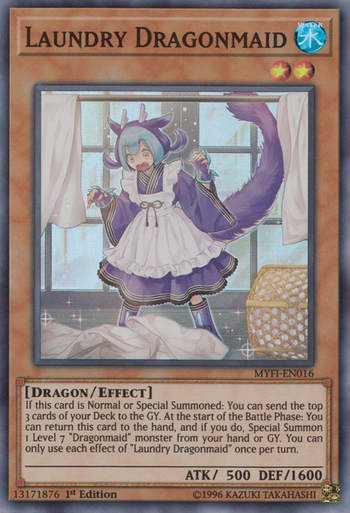 LAUNDRY DRAGONMAID
WATER
水
MYFI-EN016
[DRAGON/EFFECT]
If this card is Normal or Special Summoned: You can send the top
3 cards of your Deck to the GY. At the start of the Battle Phase: You
can return this card to the hand, and if you do, Special Summon
1 Level 7 "Dragonmaid" monster from your hand or GY. You can
only use each effect of "Laundry Dragonmaid" once per turn.
ATK/ 500 DEF/1600
13171876 1st Edition ©1996 KAZUKI TAKAHASHI